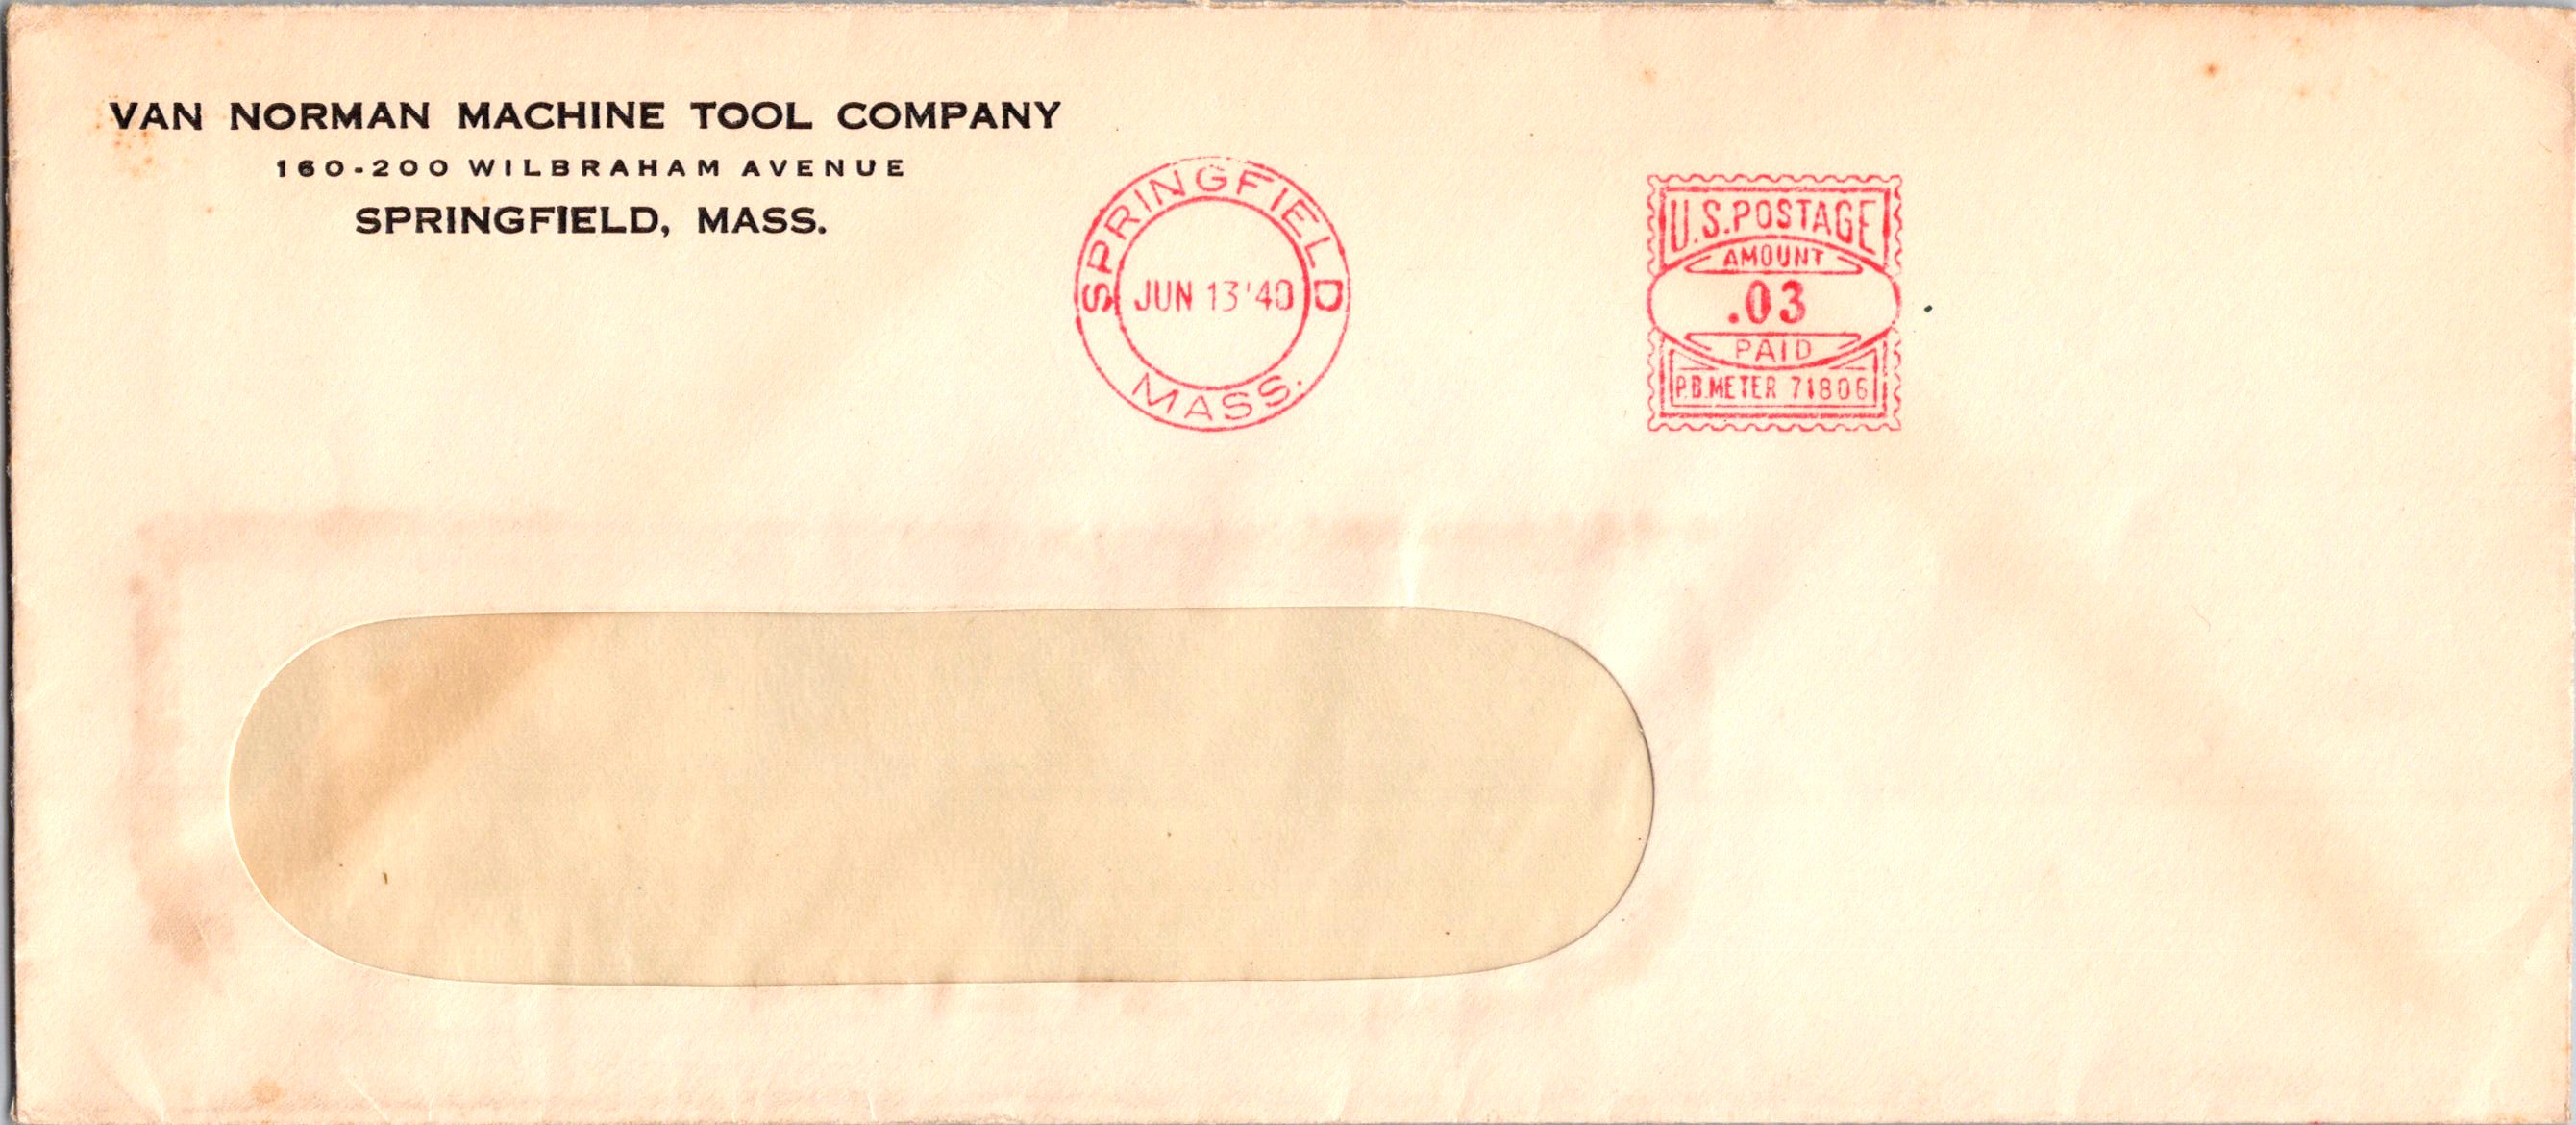 VAN NORMAN MACHINE TOOL COMPANY
160-200 WILBRAHAM AVENUE
SPRINGFIELD, MASS.
SPRINGFIELD
JUN 13'40
MASS.
U.S.POSTAGE
AMOUNT
.03
PAID
P.B.METER 71806